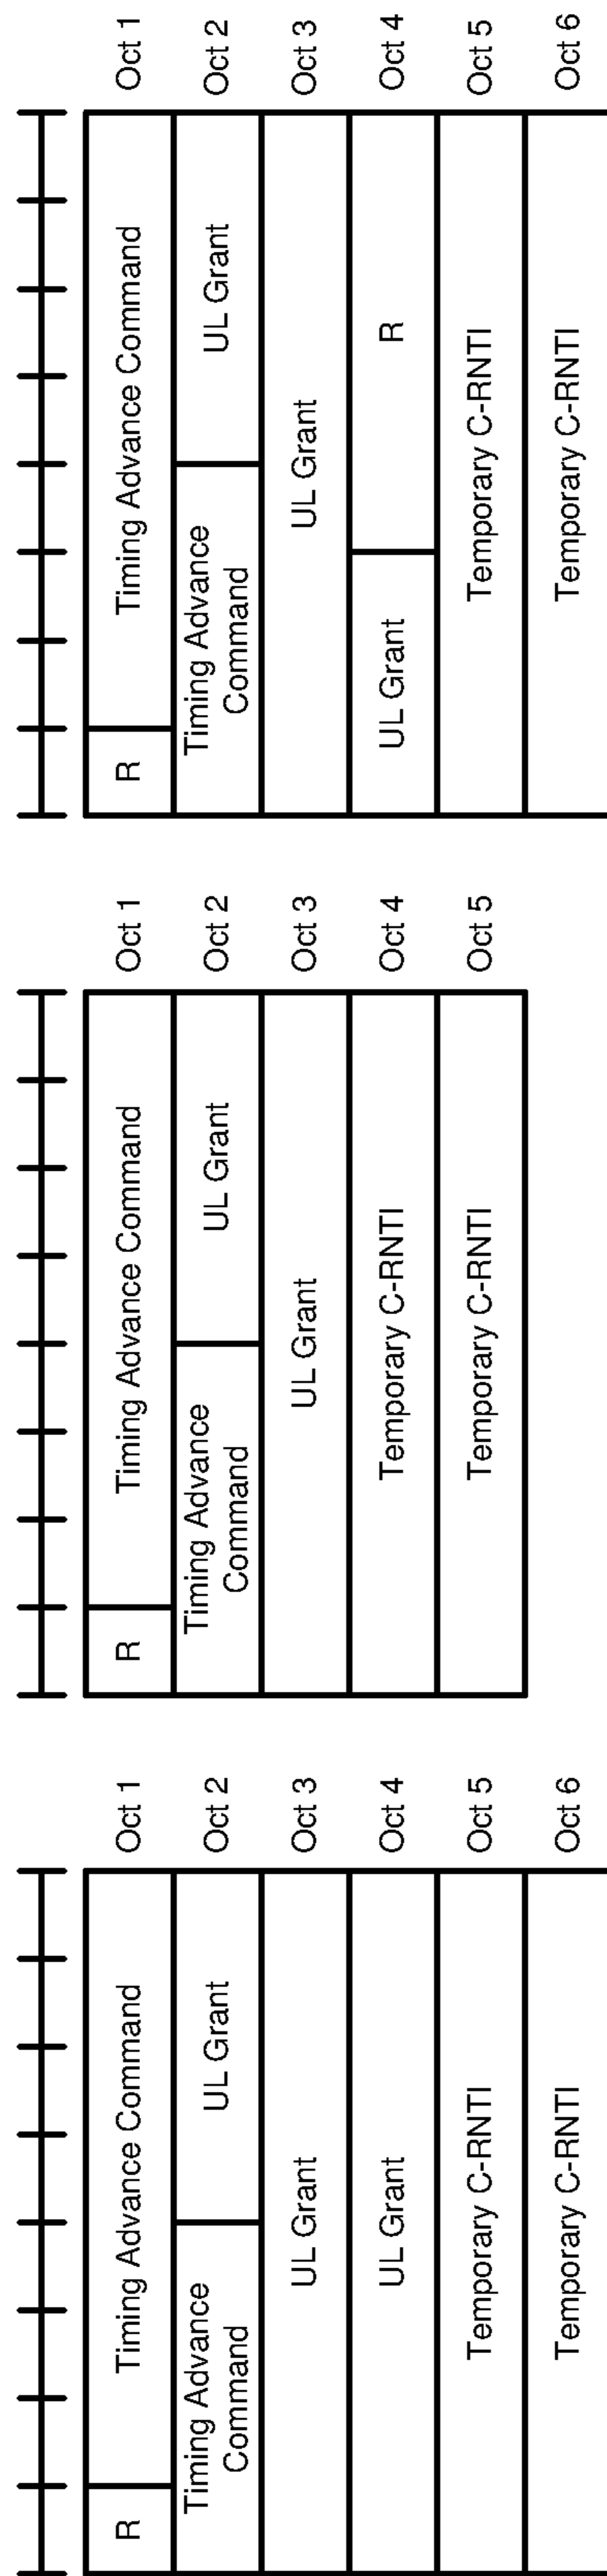 R
Timing Advance Command
Oct 1
Timing Advance
Command
UL Grant
Oct 2
UL Grant
Oct 3
UL Grant
Oct 4
Temporary C-RNTI
Oct 5
Temporary C-RNTI
Oct 6
R
Timing Advance Command
Oct 1
Timing Advance
Command
UL Grant
Oct 2
UL Grant
Oct 3
Temporary C-RNTI
Oct 4
Temporary C-RNTI
Oct 5
R
Timing Advance Command
Oct 1
Timing Advance
Command
UL Grant
Oct 2
UL Grant
Oct 3
UL Grant
R
Oct 4
Temporary C-RNTI
Oct 5
Temporary C-RNTI
Oct 6